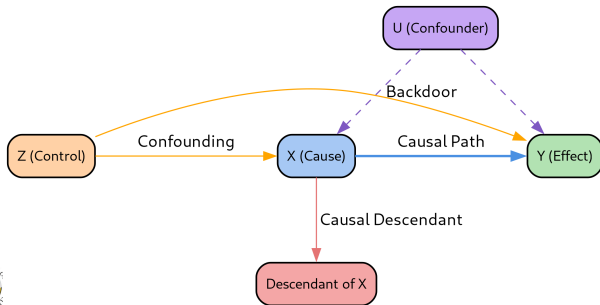 U (Confounder)
Backdoor
Confounding
Causal Path
Z (Control)
X (Cause)
Y (Effect)
Causal Descendant
Descendant of X